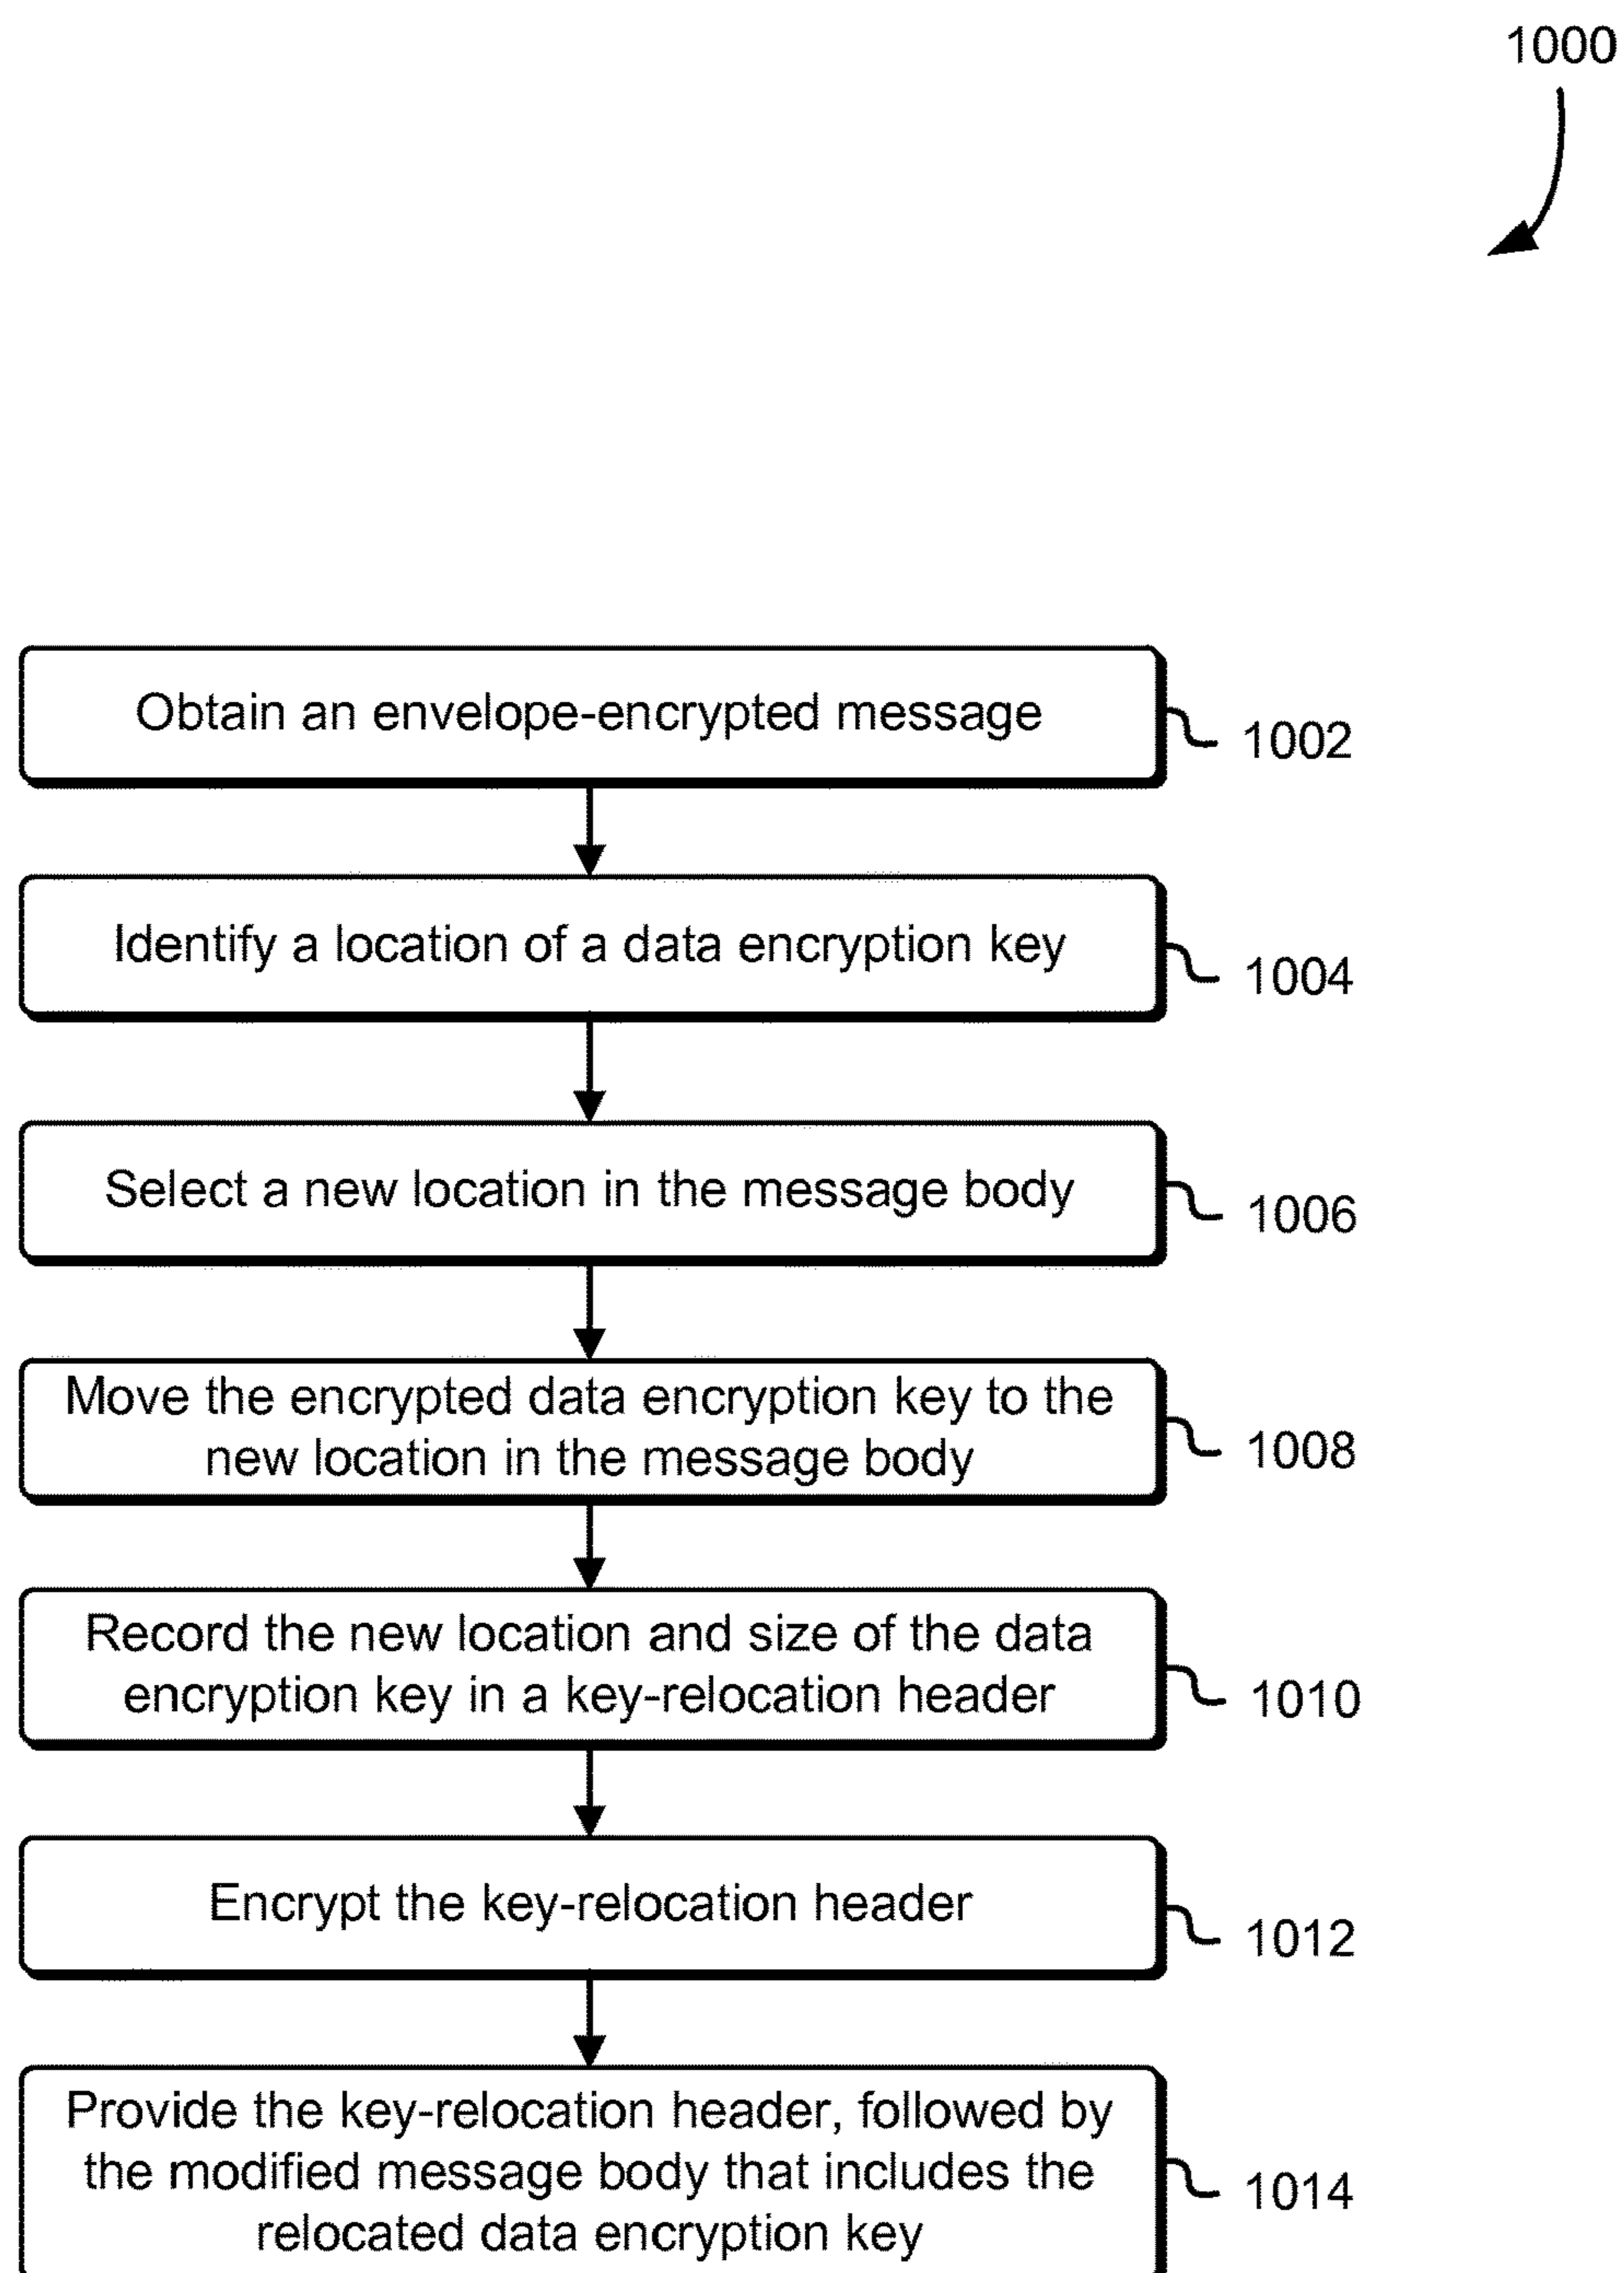 1000
Obtain an envelope-encrypted message
1002
Identify a location of a data encryption key
1004
Select a new location in the message body
1006
Move the encrypted data encryption key to the
new location in the message body
1008
Record the new location and size of the data
encryption key in a key-relocation header
1010
Encrypt the key-relocation header
1012
Provide the key-relocation header, followed by
the modified message body that includes the
relocated data encryption key
1014